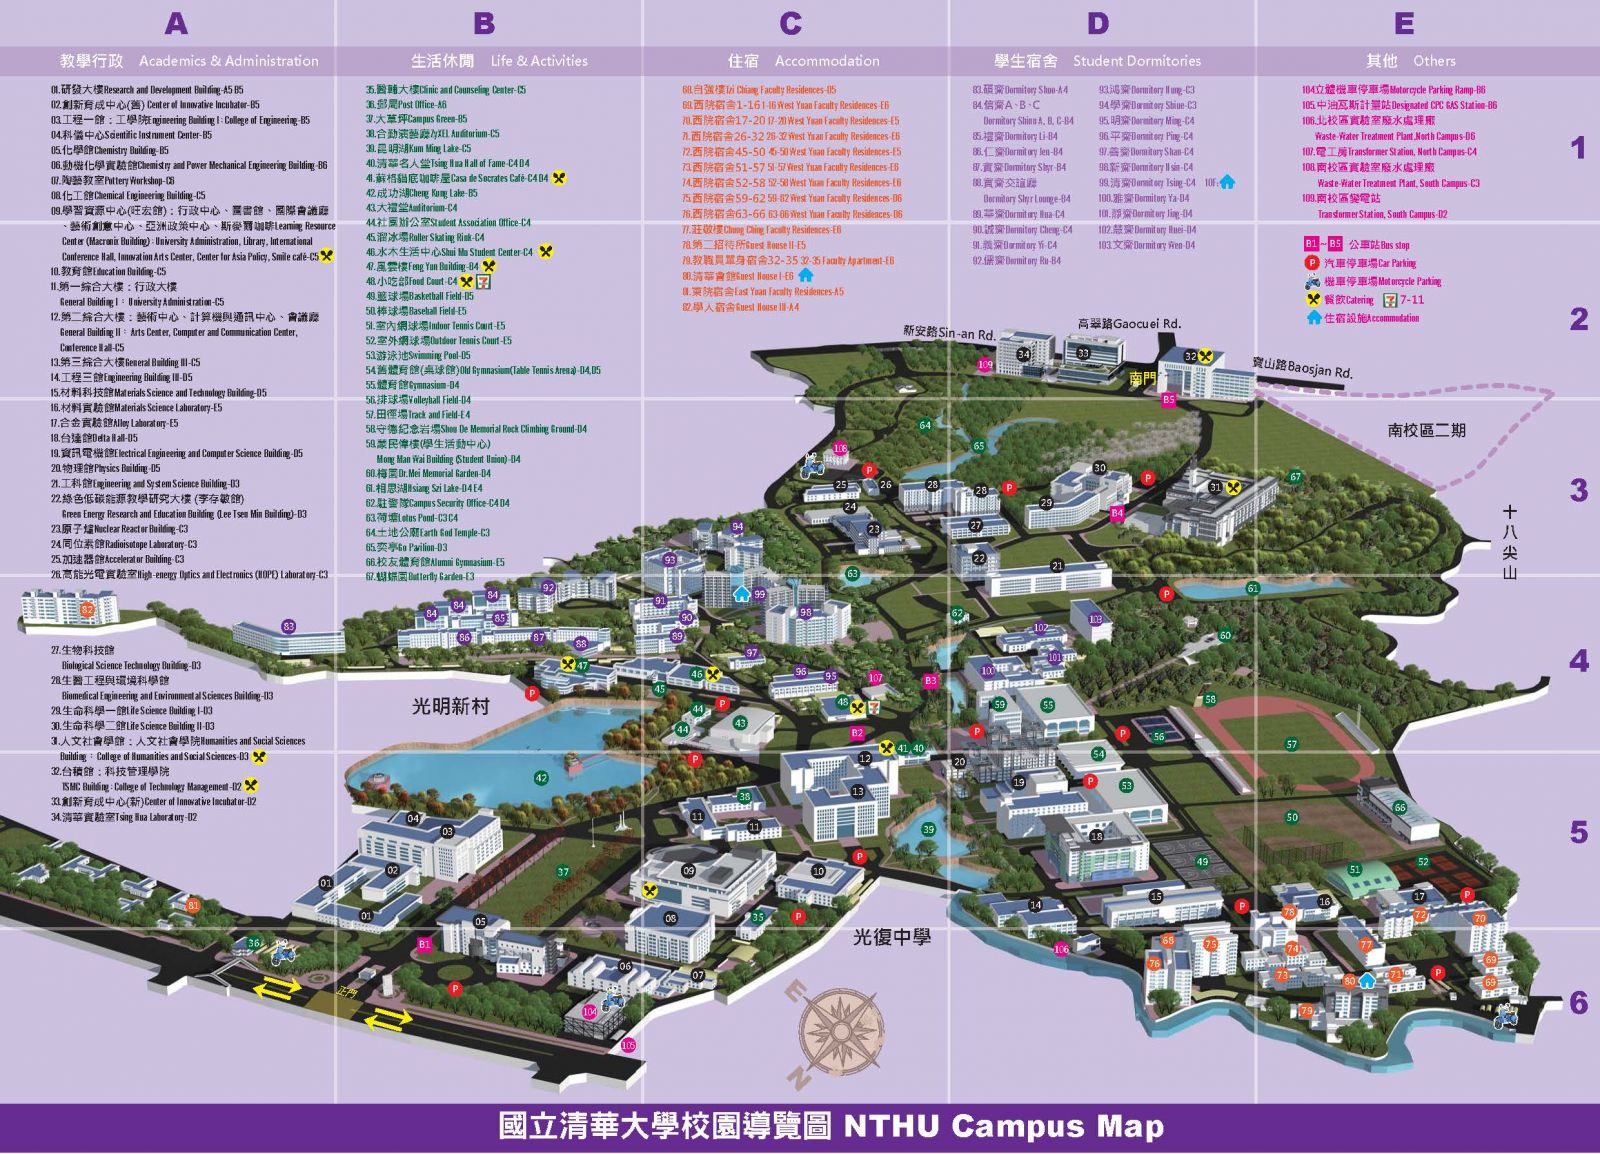 A
B
C
D
E
教學行政 Academics & Administration
生活休閒 Life & Activities
住宿 Accommodation
學生宿舍 Student Dormitories
其他 Others
01.研發大樓Research and Development Building-A5 B5
02.創新育成中心(舊) Center of Innovative Incubator-B5
03.工程一館：工學院Engineering Building I: College of Engineering-B5
04.科儀中心Scientific Instrument Center-B5
05.化學館Chemistry Building-B5
06.動機化學實驗館Chemistry and Power Mechanical Engineering Building-B6
07.陶藝教室Pottery Workshop-C6
08.化工館Chemical Engineering Building-C5
09.學習資源中心(旺宏館)：行政中心、圖書館、國際會議廳
、藝術創意中心、亞洲政策中心、斯麥爾咖啡Learning Resource
Center (Macronix Building): University Administration, Library, International
Conference Hall, Innovation Arts Center, Center for Asia Policy, Smile café-C5
10.教育館Education Building-C5
11.第一綜合大樓：行政大樓
General Building I： University Administration-C5
12.第二綜合大樓：藝術中心、計算機與通訊中心、會議廳
General Building II： Arts Center, Computer and Communication Center,
Conference Hall-C5
13.第三綜合大樓General Building III-C5
14.工程三館Engineering Building III-D5
15.材料科技館Materials Science and Technology Building-D5
16.材料實驗館Materials Science Laboratory-E5
17.合金實驗館Alloy Laboratory-E5
18.台達館Delta Hall-D5
19.資訊電機館Electrical Engineering and Computer Science Building-D5
20.物理館Physics Building-D5
21.工科館Engineering and System Science Building-D3
22.綠色低碳能源教學研究大樓 (李存敏館)
Green Energy Research and Education Building (Lee Tsen Min Building)-D3
23.原子爐Nuclear Reactor Building-C3
24.同位素館Radioisotope Laboratory-C3
25.加速器館Accelerator Building-C3
26.高能光電實驗室High-energy Optics and Electronics (HOPE) Laboratory-C3
27.生物科技館
Biological Science Technology Building-D3
28.生醫工程與環境科學館
Biomedical Engineering and Environmental Sciences Building-D3
29.生命科學一館Life Science Building I-D3
30.生命科學二館Life Science Building II-D3
31.人文社會學館：人文社會學院Humanities and Social Sciences
Building： College of Humanities and Social Sciences-D3
32.台積館：科技管理學院
TSMC Building: College of Technology Management-D2
33.創新育成中心(新)Center of Innovative Incubator-D2
34.清華實驗室Tsing Hua Laboratory-D2
35.醫輔大樓Clinic and Counseling Center-C5
36.郵局Post Office-A6
37.大草坪Campus Green-B5
38.合勤演藝廳ZyXEL Auditorium-C5
39.昆明湖Kum Ming Lake-C5
40.清華名人堂Tsing Hua Hall of Fame-C4 D4
41.蘇格貓底咖啡屋Casa de Socrates Café-C4 D4
42.成功湖Cheng Kung Lake-B5
43.大禮堂Auditorium-C4
44.社團辦公室Student Association Office-C4
45.溜冰場Roller Skating Rink-C4
46.水木生活中心Shui Mu Student Center-C4
47.風雲樓Feng Yun Building-B4
48.小吃部Food Court-C4
49.籃球場Basketball Field-D5
50.棒球場Baseball Field-E5
51.室內網球場Indoor Tennis Court-E5
52.室外網球場Outdoor Tennis Court-E5
53.游泳池Swimming Pool-D5
54.舊體育館(桌球館)Old Gymnasium(Table Tennis Arena)-D4,D5
55.體育館Gymnasium-D4
56.排球場Volleyball Field-D4
57.田徑場Track and Field-E4
58.守德紀念岩場Shou De Memorial Rock Climbing Ground-D4
59.蒙民偉樓(學生活動中心)
Mong Man Wai Building (Student Union)-D4
60.梅園Dr.Mei Memorial Garden-D4
61.相思湖Hsiang Szi Lake-D4 E4
62.駐警隊Campus Security Office-C4 D4
63.荷塘Lotus Pond-C3 C4
64.土地公廟Earth God Temple-C3
65.奕亭Go Pavilion-D3
66.校友體育館Alumni Gymnasium-E5
67.蝴蝶園Butterfly Garden-E3
68.自強樓Tzi Chiang Faculty Residences-D5
69.西院宿舍1-16 1-16 West Yuan Faculty Residences-E6
70.西院宿舍17-20 17-20 West Yuan Faculty Residences-E5
71.西院宿舍26-32 26-32 West Yuan Faculty Residences-E6
72.西院宿舍45-50 45-50 West Yuan Faculty Residences-E5
73.西院宿舍51-57 51-57 West Yuan Faculty Residences-E6
74.西院宿舍52-58 52-58 West Yuan Faculty Residences-E6
75.西院宿舍59-62 59-62 West Yuan Faculty Residences-D6
76.西院宿舍63-66 63-66 West Yuan Faculty Residences-D6
77.莊敬樓Chung Ching Faculty Residences-E6
78.第二招待所Guest House II-E5
79.教職員單身宿舍32-35 32-35 Faculty Apartment-E6
80.清華會館Guest House I-E6
81.東院宿舍East Yuan Faculty Residences-A5
82.學人宿舍Guest House III-A4
83.碩齋Dormitory Shuo-A4
84.信齋A、B、C
Dormitory Shinn A, B, C-B4
85.禮齋Dormitory Li-B4
86.仁齋Dormitory Jen-B4
87.實齋Dormitory Shyr-B4
88.實齋交誼廳
Dormitory Shyr Lounge-B4
89.華齋Dormitory Hua-C4
90.誠齋Dormitory Cheng-C4
91.義齋Dormitory Yi-C4
92.儒齋Dormitory Ru-B4
93.鴻齋Dormitory Hung-C3
94.學齋Dormitory Shiue-C3
95.明齋Dormitory Ming-C4
96.平齋Dormitory Ping-C4
97.善齋Dormitory Shan-C4
98.新齋Dormitory Hsin-C4
99.清齋Dormitory Tsing-C4 10F:
100.雅齋Dormitory Ya-D4
101.靜齋Dormitory Jing-D4
102.慧齋Dormitory Huei-D4
103.文齋Dormitory Wen-D4
104立體機車停車場Motorcycle Parking Ramp-B6
105.中油瓦斯計量站Designated CPC GAS Station-B6
106.北校區實驗室廢水處理廠
Waste-Water Treatment Plant,North Campus-D6
107.電工房Transformer Station, North Campus-C4
108.南校區實驗室廢水處理廠
Waste-Water Treatment Plant, South Campus-C3
109.南校區變電站
Transformer Station, South Campus-D2
B1~B5 公車站Bus stop
P 汽車停車場Car Parking
機車停車場Motorcycle Parking
餐飲Catering 7-11
住宿設施Accommodation
1
2
3
4
5
6
新安路Sin-an Rd.
高翠路Gaocuei Rd.
寶山路Baosjan Rd.
南門
南校區二期
十八尖山
光明新村
光復中學
正門
E
N
國立清華大學校園導覽圖 NTHU Campus Map